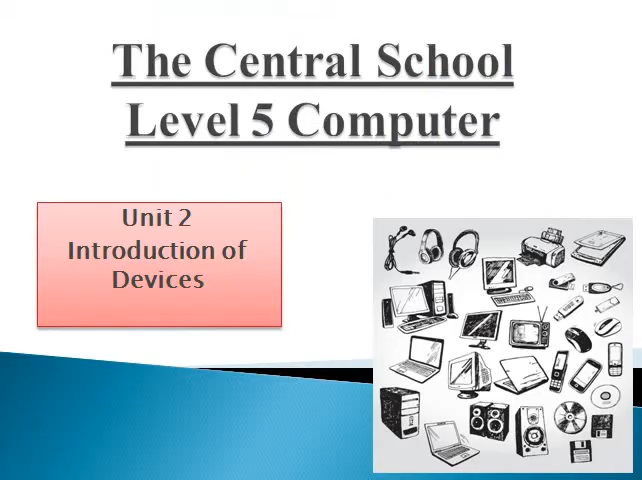 The Central School
Level 5 Computer
Unit 2
Introduction of
Devices